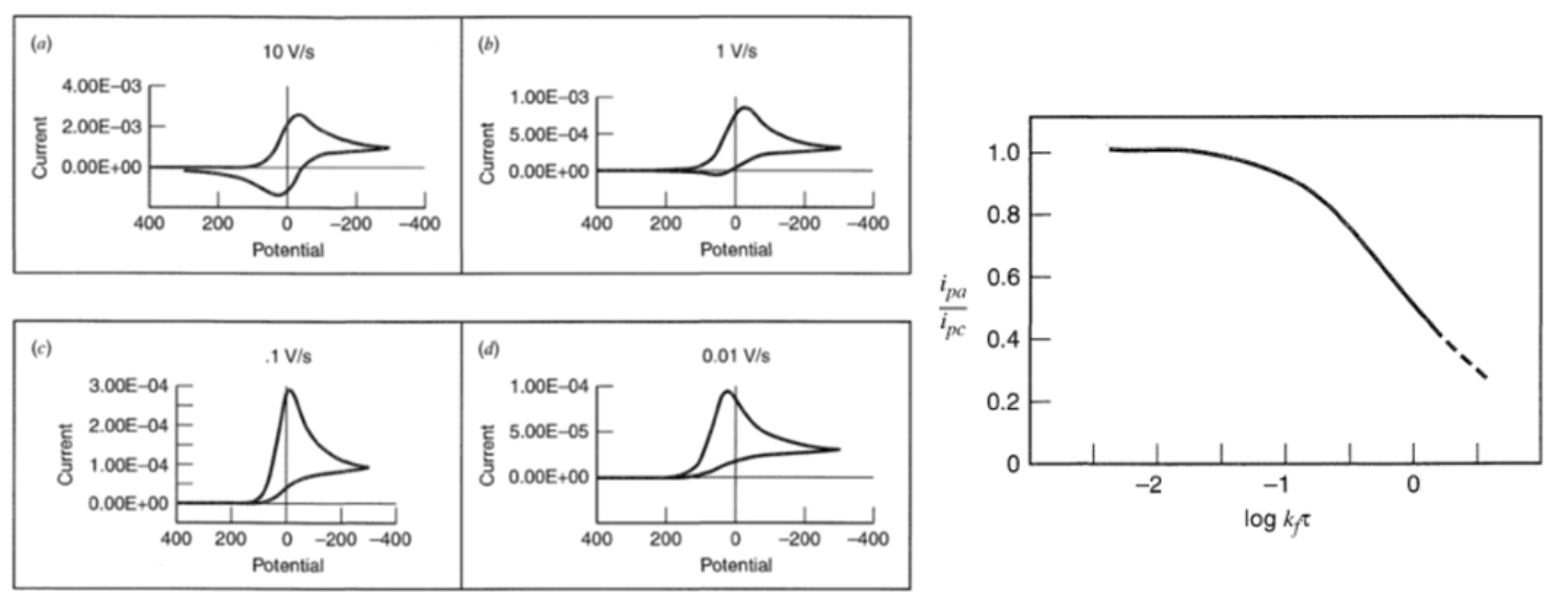 (a)
10 V/s
4.00E–03
2.00E–03
0.00E+00
Current
400 200 0 –200 –400
Potential
(b)
1 V/s
1.00E–03
5.00E–04
0.00E+00
Current
400 200 0 –200 –400
Potential
(c)
.1 V/s
3.00E–04
2.00E–04
1.00E–04
0.00E+00
Current
400 200 0 –200 –400
Potential
(d)
0.01 V/s
1.00E–04
5.00E–05
0.00E+00
Current
400 200 0 –200 –400
Potential
1.0
0.8
0.6
0.4
0.2
0
i_pa
i_pc
–2 –1 0
log k_fτ